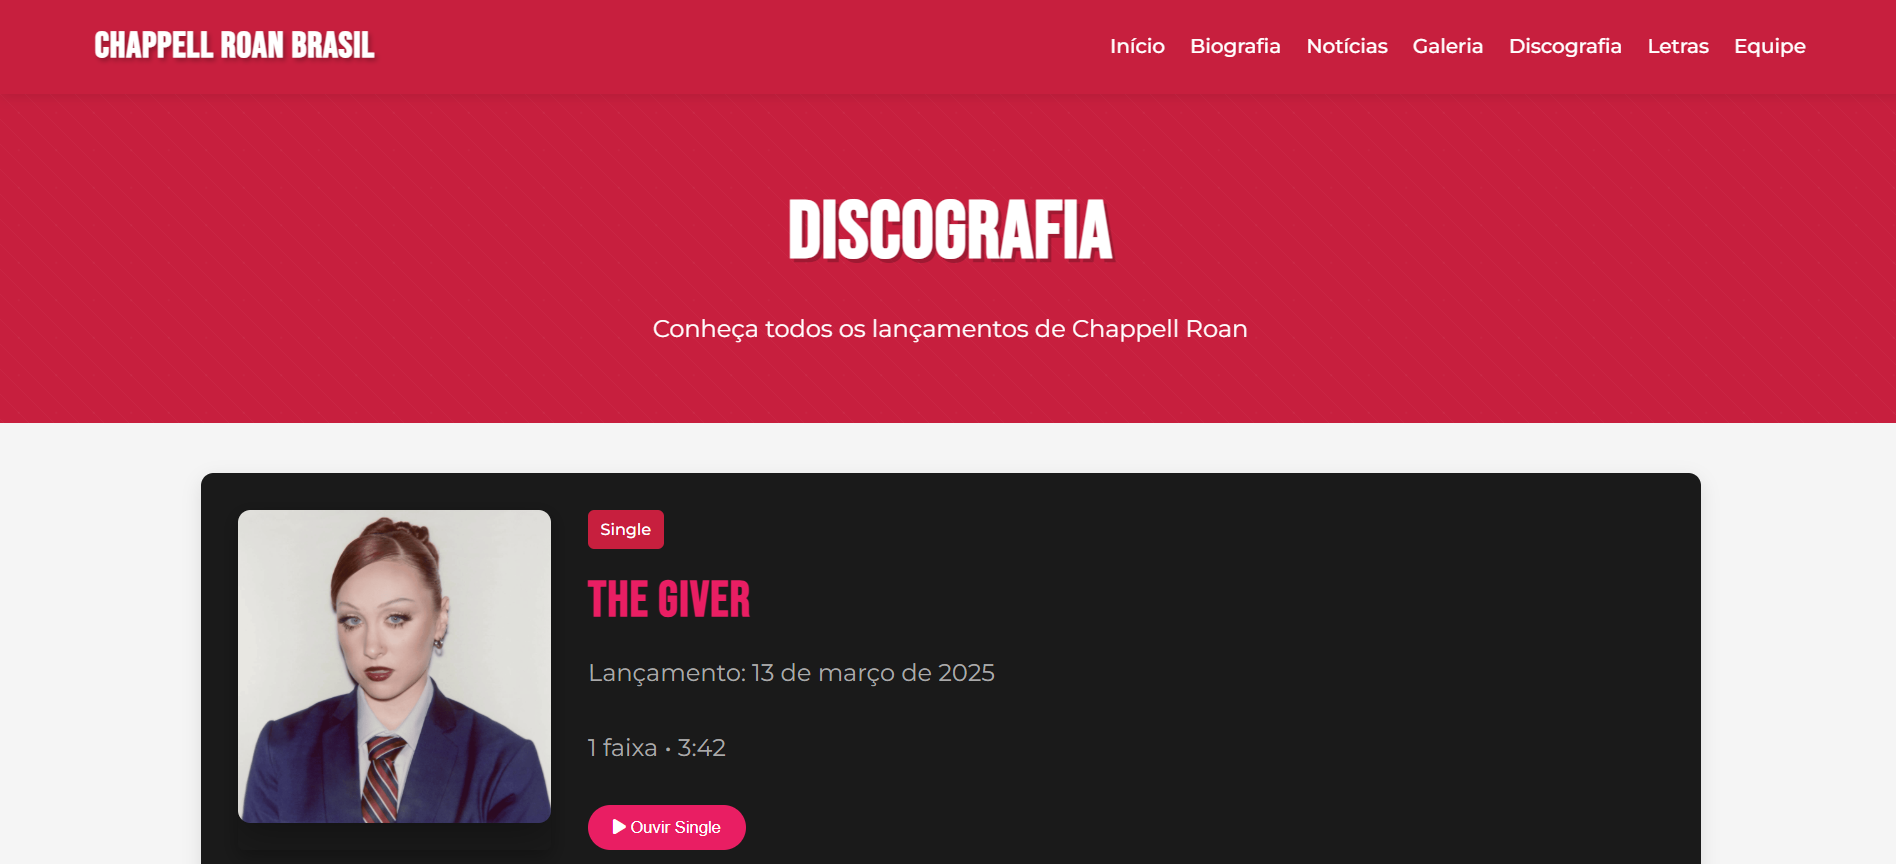 CHAPPELL ROAN BRASIL
Início Biografia Notícias Galeria Discografia Letras Equipe
DISCOGRAFIA
Conheça todos os lançamentos de Chappell Roan
Single
THE GIVER
Lançamento: 13 de março de 2025
1 faixa • 3:42
Ouvir Single